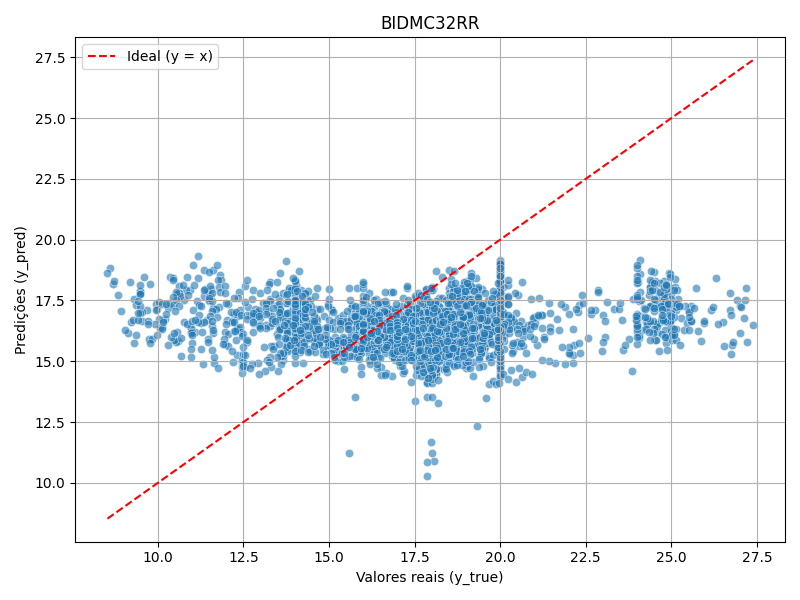 BIDMC32RR
Ideal (y = x)
Predições (y_pred)
27.5
25.0
22.5
20.0
17.5
15.0
12.5
10.0
10.0 12.5 15.0 17.5 20.0 22.5 25.0 27.5
Valores reais (y_true)